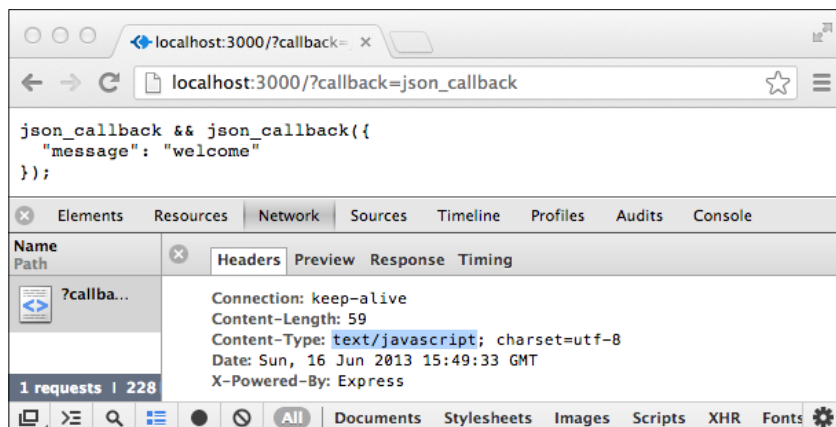 localhost:3000/?callback=
localhost:3000/?callback=json_callback
json_callback && json_callback({
"message": "welcome"
});
Elements Resources Network Sources Timeline Profiles Audits Console
Name
Path
Headers Preview Response Timing
?callba...
Connection: keep-alive
Content-Length: 59
Content-Type: text/javascript; charset=utf-8
Date: Sun, 16 Jun 2013 15:49:33 GMT
X-Powered-By: Express
1 requests | 228
All Documents Stylesheets Images Scripts XHR Fonts